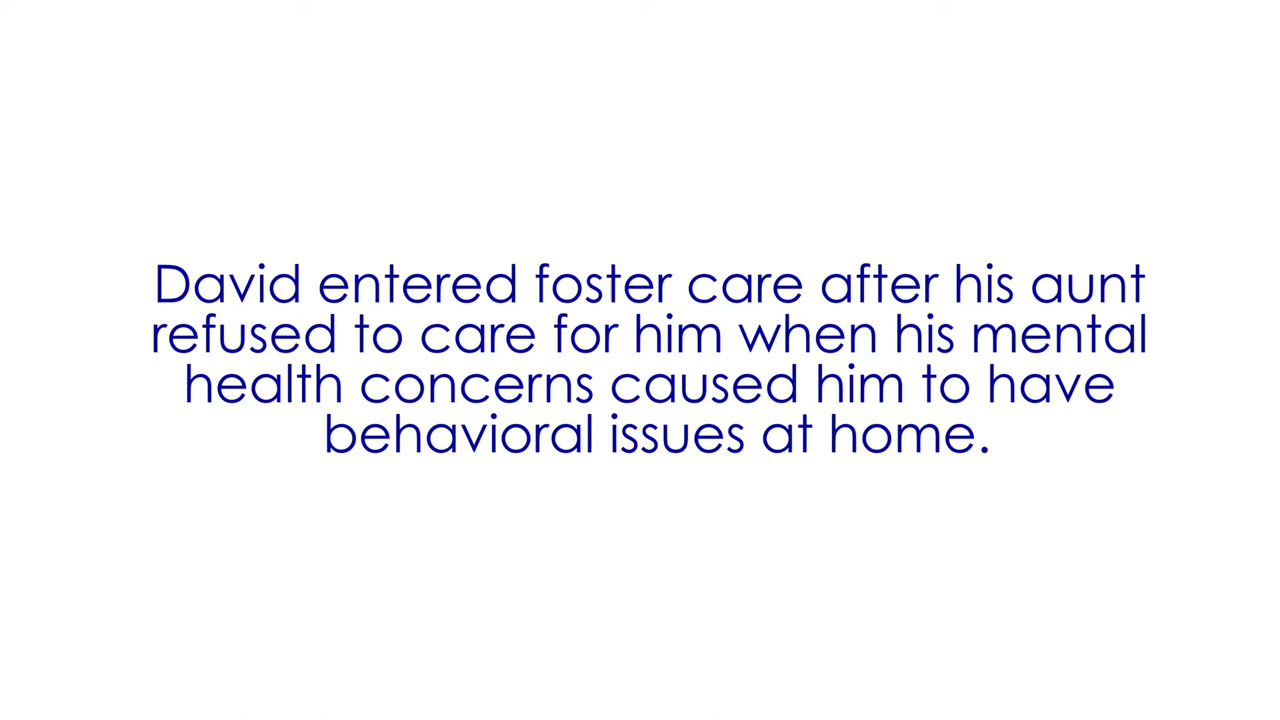 David entered foster care after his aunt
refused to care for him when his mental
health concerns caused him to have
behavioral issues at home.